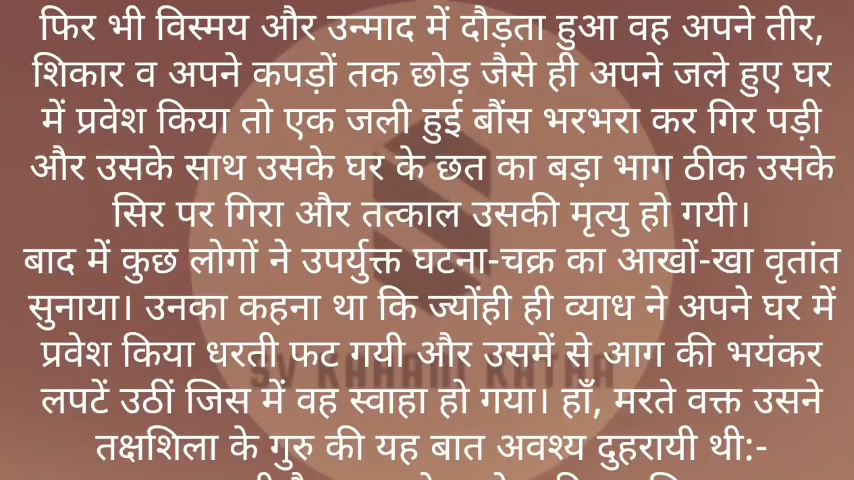 फिर भी विस्मय और उन्माद में दौड़ता हुआ वह अपने तीर,
शिकार व अपने कपड़ों तक छोड़ जैसे ही अपने जले हुए घर
में प्रवेश किया तो एक जली हुई बौंस भरभरा कर गिर पड़ी
और उसके साथ उसके घर के छत का बड़ा भाग ठीक उसके
सिर पर गिरा और तत्काल उसकी मृत्यु हो गयी।
बाद में कुछ लोगों ने उपर्युक्त घटना-चक्र का आखों-खा वृतांत
सुनाया। उनका कहना था कि ज्योंही ही व्याध ने अपने घर में
प्रवेश किया धरती फट गयी और उसमें से आग की भयंकर
लपटें उठीं जिस में वह स्वाहा हो गया। हाँ, मरते वक्त उसने
तक्षशिला के गुरु की यह बात अवश्य दुहरायी थी:-
SV KAHANI KATHA